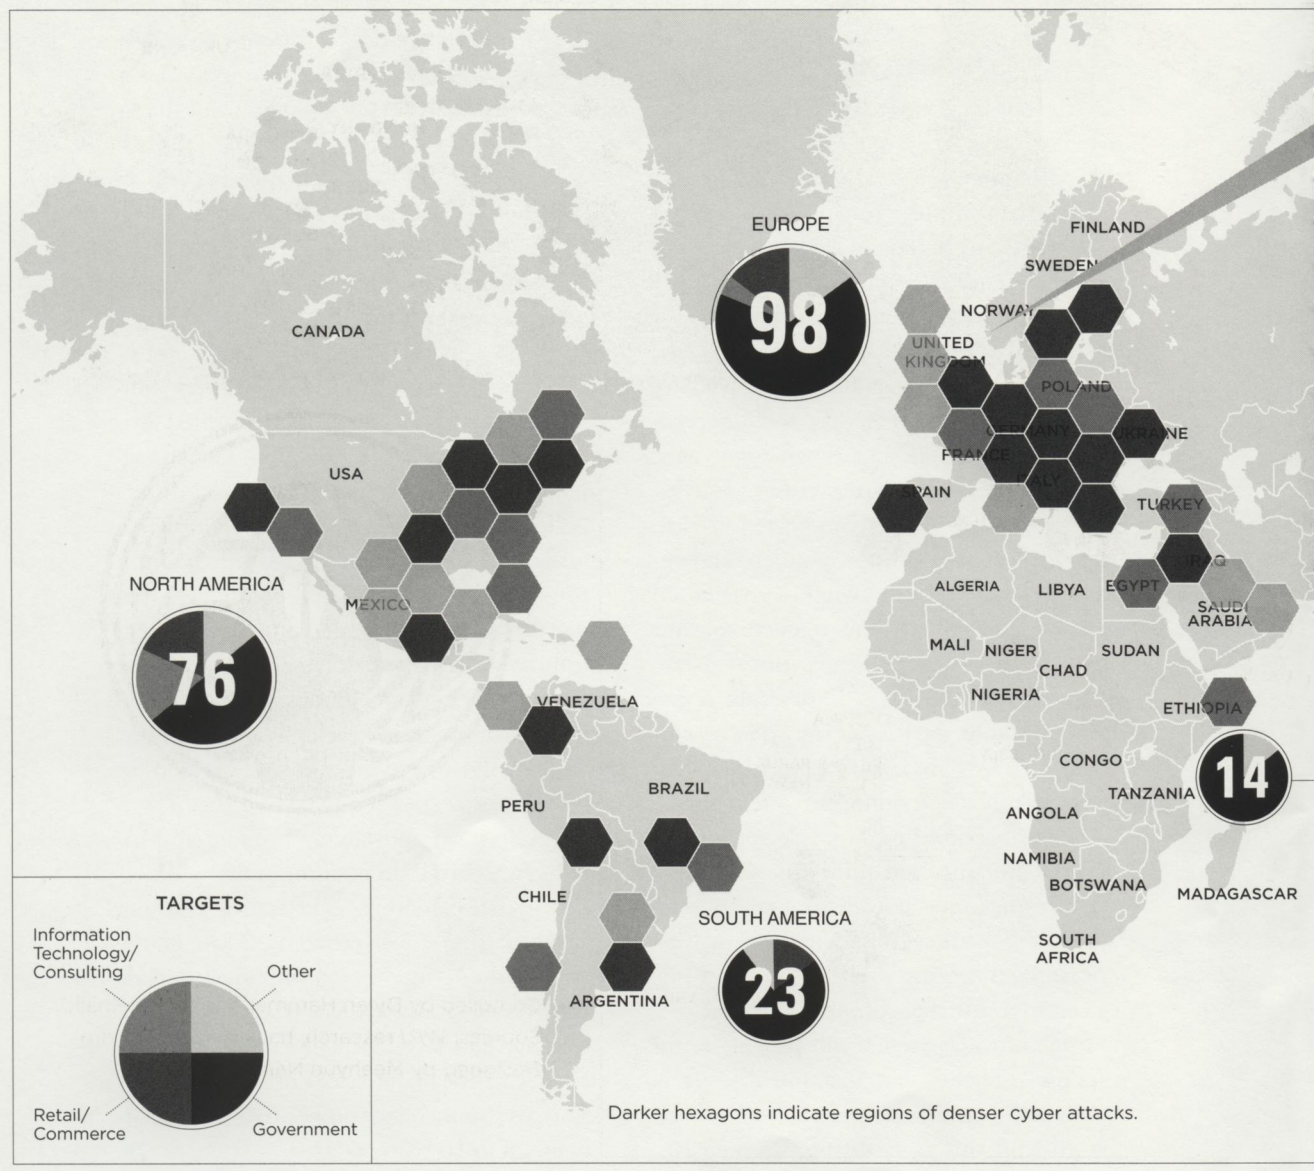 EUROPE
98
FINLAND
SWEDEN
NORWAY
UNITED
KINGDOM
POLAND
GERMANY
UKRAINE
FRANCE
ITALY
SPAIN
TURKEY
IRAQ
CANADA
USA
NORTH AMERICA
MEXICO
76
ALGERIA
LIBYA
EGYPT
SAUDI
ARABIA
MALI
NIGER
SUDAN
CHAD
NIGERIA
ETHIOPIA
VENEZUELA
CONGO
14
TANZANIA
BRAZIL
PERU
ANGOLA
NAMIBIA
BOTSWANA
MADAGASCAR
CHILE
SOUTH AMERICA
23
SOUTH
AFRICA
ARGENTINA
TARGETS
Information
Technology/
Consulting
Other
Retail/
Commerce
Government
Darker hexagons indicate regions of denser cyber attacks.